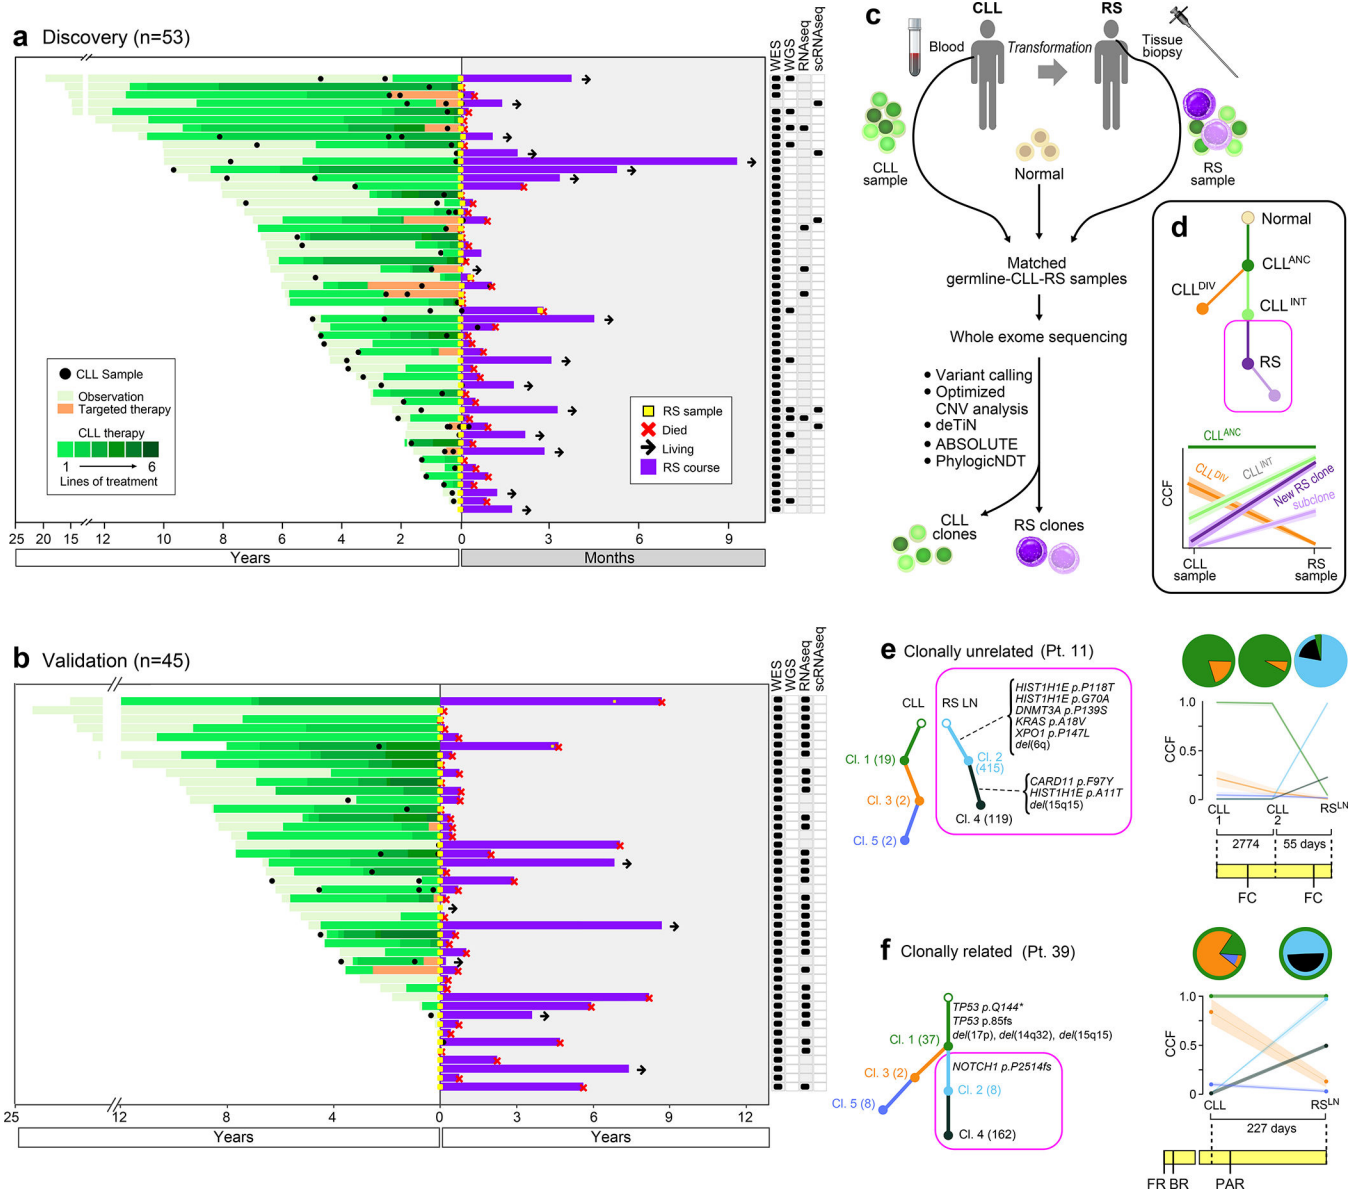 a Discovery (n=53)
WES
WGS
RNAseq
scRNAseq
CLL Sample
Observation
Targeted therapy
CLL therapy
1 6
Lines of treatment
RS sample
Died
Living
RS course
25 20 15 12 10 8 6 4 2 0 3 6 9
Years
Months
b Validation (n=45)
WES
WGS
RNAseq
scRNAseq
25 12 8 4 0 3 6 9 12
Years
Years
c
CLL
RS
Blood
Transformation
Tissue
biopsy
CLL
sample
Normal
RS
sample
Matched
germline-CLL-RS samples
Whole exome sequencing
Variant calling
Optimized
CNV analysis
deTiN
ABSOLUTE
PhylogicNDT
CLL
clones
RS clones
d
Normal
CLL^ANC
CLL^DIV
CLL^INT
RS
CLL^ANC
CLL^DIV
CLL^INT
New RS clone
subclone
CCF
CLL
sample
RS
sample
e Clonally unrelated (Pt. 11)
CLL
RS LN
HIST1H1E p.P118T
HIST1H1E p.G70A
DNMT3A p.P139S
KRAS p.A18V
XPO1 p.P147L
del(6q)
Cl. 1 (19)
Cl. 2
(415)
Cl. 3 (2)
CARD11 p.F97Y
HIST1H1E p.A11T
del(15q15)
Cl. 4 (119)
Cl. 5 (2)
1.0
0.5
0
CCF
CLL
1
CLL
2
RS^LN
2774
55 days
FC
FC
f Clonally related (Pt. 39)
TP53 p.Q144*
TP53 p.85fs
del(17p), del(14q32), del(15q15)
Cl. 1 (37)
NOTCH1 p.P2514fs
Cl. 3 (2)
Cl. 2 (8)
Cl. 5 (8)
Cl. 4 (162)
1.0
0.5
0
CCF
CLL
RS^LN
227 days
FR BR PAR